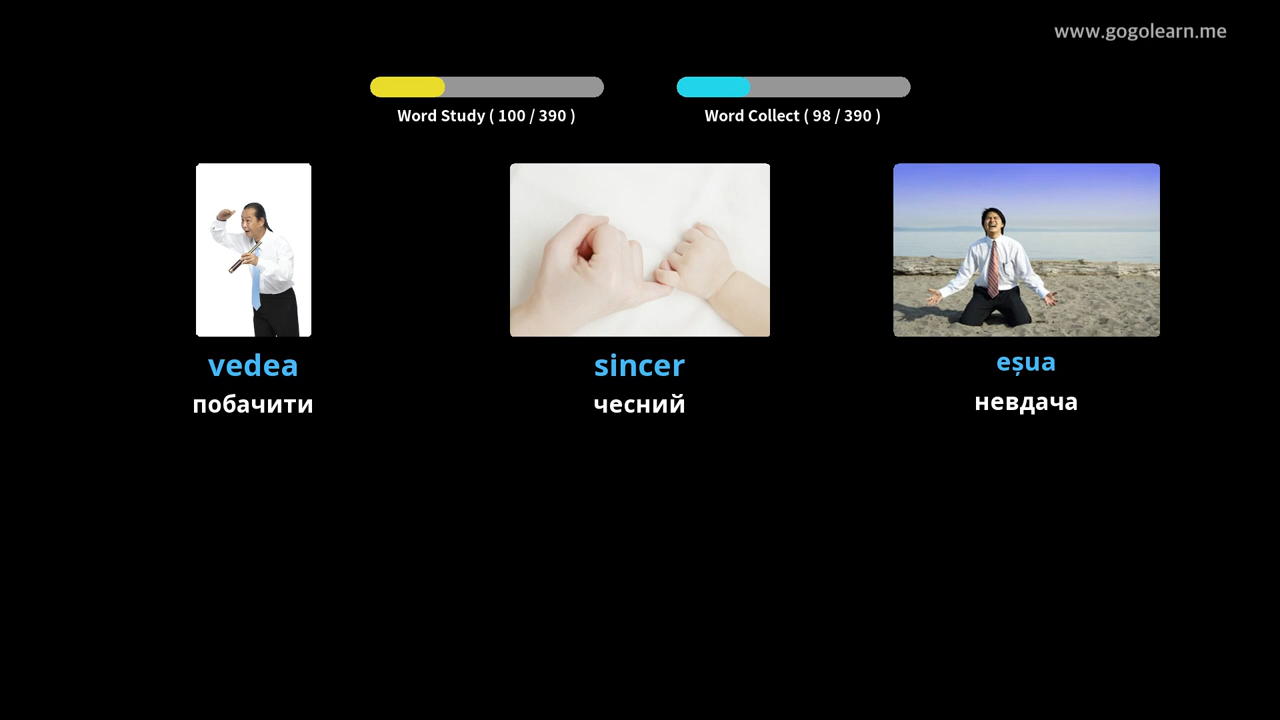 www.gogolearn.me
Word Study ( 100 / 390 )
Word Collect ( 98 / 390 )
vedea
побачити
sincer
чесний
eșua
невдача